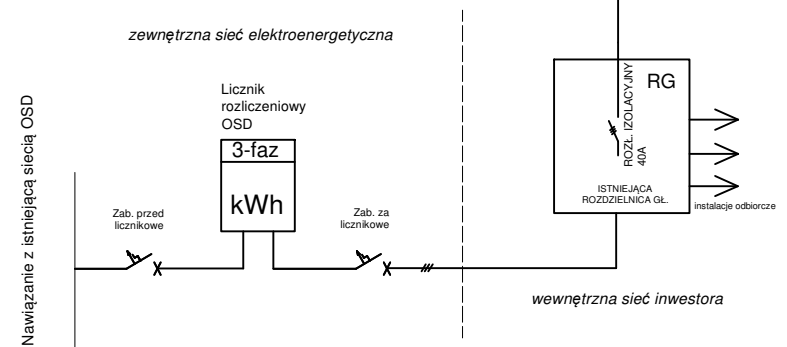 zewnętrzna sieć elektroenergetyczna
Nawiązanie z istniejącą siecią OSD
Licznik
rozliczeniowy
OSD
3-faz
kWh
Zab. przed
licznikowe
Zab. za
licznikowe
RG
ROZŁ. IZOLACYJNY
40A
ISTNIEJĄCA
ROZDZIELNICA GŁ.
instalacje odbiorcze
wewnętrzna sieć inwestora